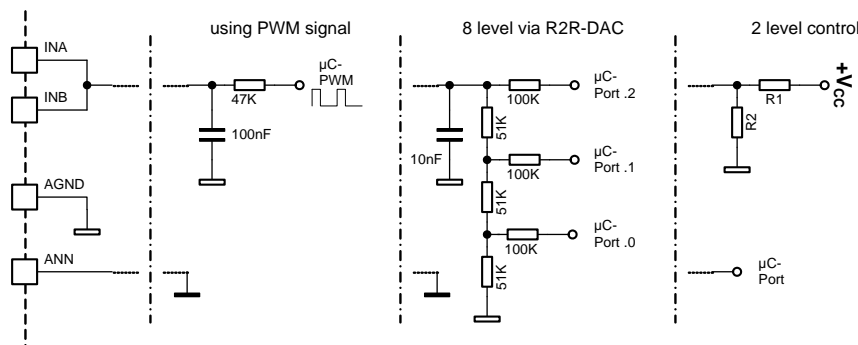 using PWM signal
8 level via R2R-DAC
2 level control
INA
INB
AGND
ANN
µC-
PWM
47K
100nF
10nF
100K
µC-
Port .2
51K
100K
µC-
Port .1
51K
100K
µC-
Port .0
51K
R1
+VCC
R2
µC-
Port